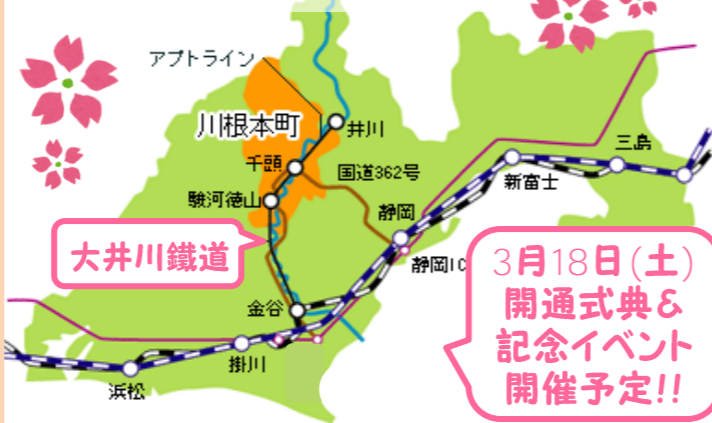 アプトライン
川根本町
井川
千頭
国道362号
三島
新富士
駿河徳山
静岡
大井川鐵道
静岡IC
3月18日(土)
開通式典&
記念イベント
開催予定!!
金谷
掛川
浜松